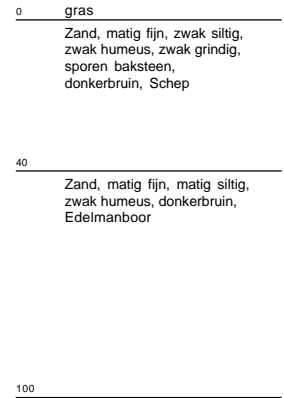 0 gras
Zand, matig fijn, zwak siltig,
zwak humeus, zwak grindig,
sporen baksteen,
donkerbruin, Schep
40
Zand, matig fijn, matig siltig,
zwak humeus, donkerbruin,
Edelmanboor
100